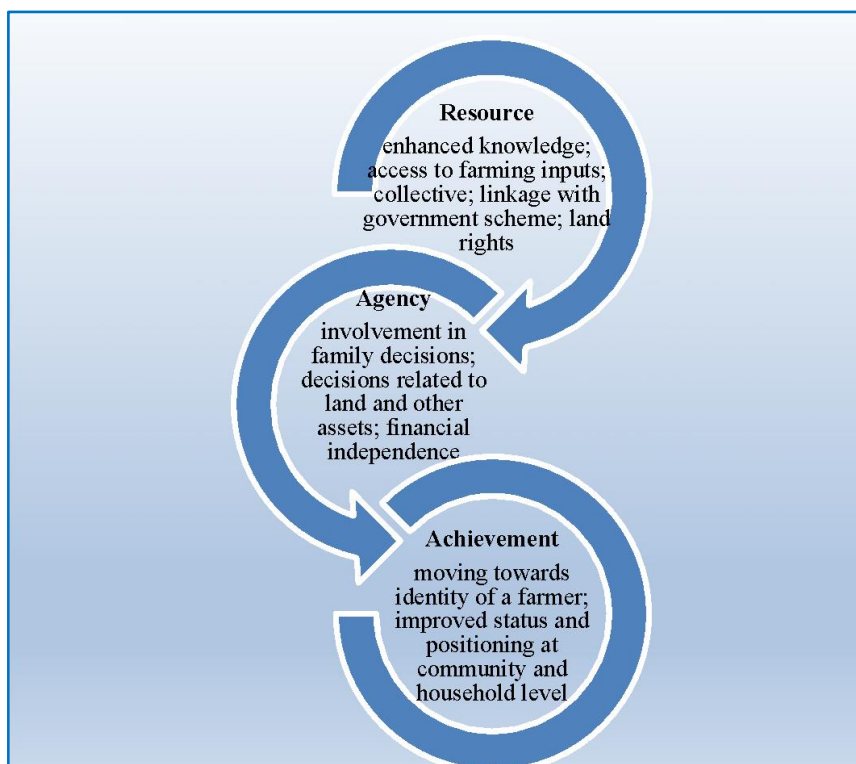 Resource
enhanced knowledge;
access to farming inputs;
collective; linkage with
government scheme; land
rights
Agency
involvement in
family decisions;
decisions related to
land and other
assets; financial
independence
Achievement
moving towards
identity of a farmer;
improved status and
positioning at
community and
household level